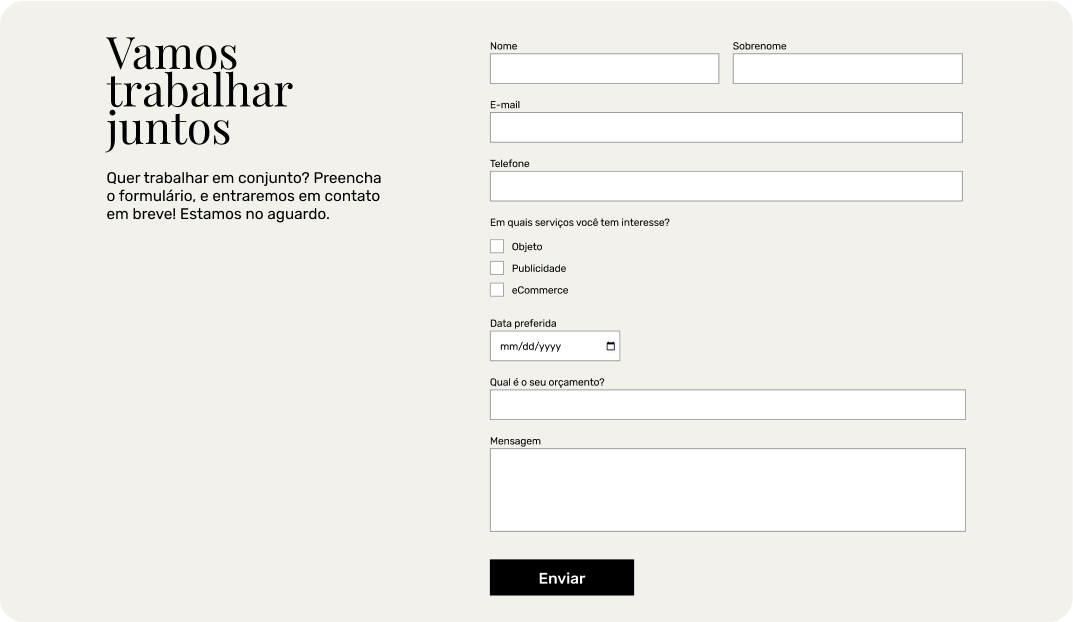 Vamos
trabalhar
juntos
Quer trabalhar em conjunto? Preencha
o formulário, e entraremos em contato
em breve! Estamos no aguardo.
Nome
Sobrenome
E-mail
Telefone
Em quais serviços você tem interesse?
Objeto
Publicidade
eCommerce
Data preferida
mm/dd/yyyy
Qual é o seu orçamento?
Mensagem
Enviar